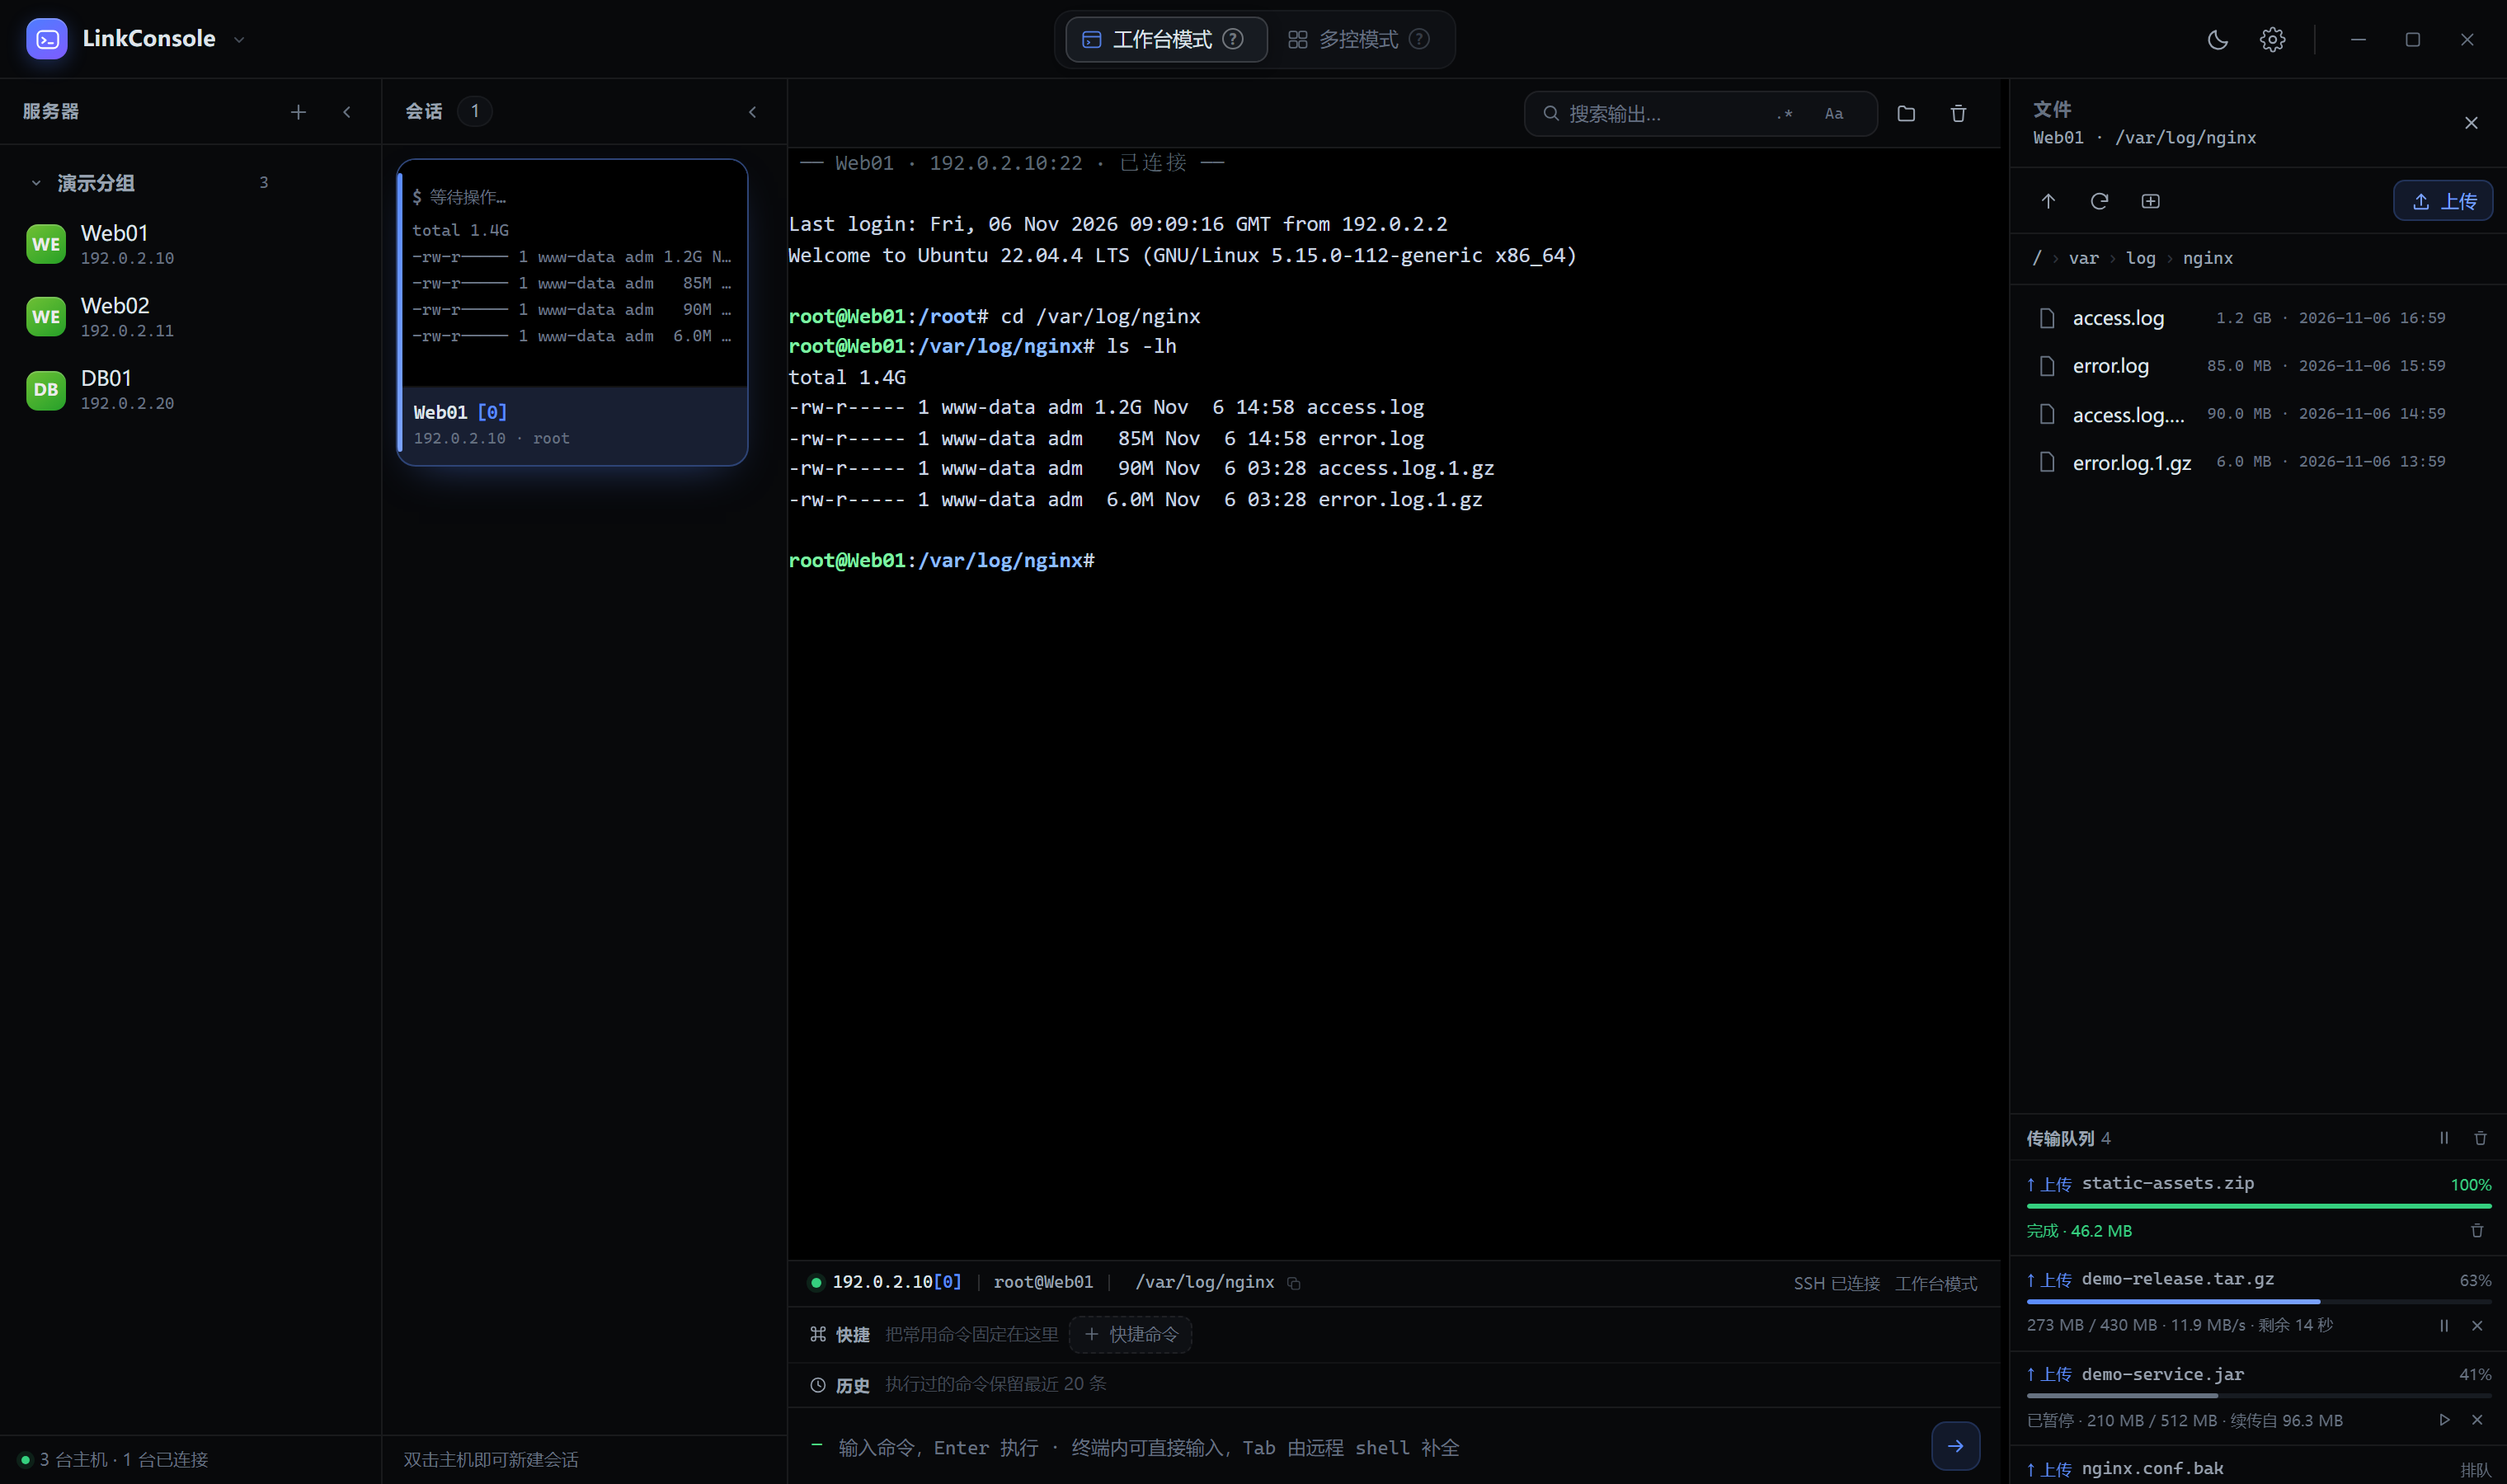 LinkConsole
工作台模式 ?
多控模式 ?
服务器
演示分组 3
WE Web01
192.0.2.10
WE Web02
192.0.2.11
DB DB01
192.0.2.20
3 台主机 · 1 台已连接
会话 1
$ 等待操作…
total 1.4G
-rw-r----- 1 www-data adm 1.2G N…
-rw-r----- 1 www-data adm   85M …
-rw-r----- 1 www-data adm   90M …
-rw-r----- 1 www-data adm  6.0M …
Web01 [0]
192.0.2.10 · root
双击主机即可新建会话
搜索输出... .* Aa
── Web01 · 192.0.2.10:22 · 已连接 ──
Last login: Fri, 06 Nov 2026 09:09:16 GMT from 192.0.2.2
Welcome to Ubuntu 22.04.4 LTS (GNU/Linux 5.15.0-112-generic x86_64)
root@Web01:/root# cd /var/log/nginx
root@Web01:/var/log/nginx# ls -lh
total 1.4G
-rw-r----- 1 www-data adm 1.2G Nov  6 14:58 access.log
-rw-r----- 1 www-data adm   85M Nov  6 14:58 error.log
-rw-r----- 1 www-data adm   90M Nov  6 03:28 access.log.1.gz
-rw-r----- 1 www-data adm  6.0M Nov  6 03:28 error.log.1.gz
root@Web01:/var/log/nginx#
192.0.2.10[0] | root@Web01 | /var/log/nginx
SSH 已连接 工作台模式
快捷 把常用命令固定在这里 + 快捷命令
历史 执行过的命令保留最近 20 条
输入命令, Enter 执行 · 终端内可直接输入, Tab 由远程 shell 补全
文件
Web01 · /var/log/nginx
上传
/ › var › log › nginx
access.log 1.2 GB · 2026-11-06 16:59
error.log 85.0 MB · 2026-11-06 15:59
access.log.... 90.0 MB · 2026-11-06 14:59
error.log.1.gz 6.0 MB · 2026-11-06 13:59
传输队列 4
↑ 上传 static-assets.zip 100%
完成 · 46.2 MB
↑ 上传 demo-release.tar.gz 63%
273 MB / 430 MB · 11.9 MB/s · 剩余 14 秒
↑ 上传 demo-service.jar 41%
已暂停 · 210 MB / 512 MB · 续传自 96.3 MB
↑ 上传 nginx.conf.bak 排队